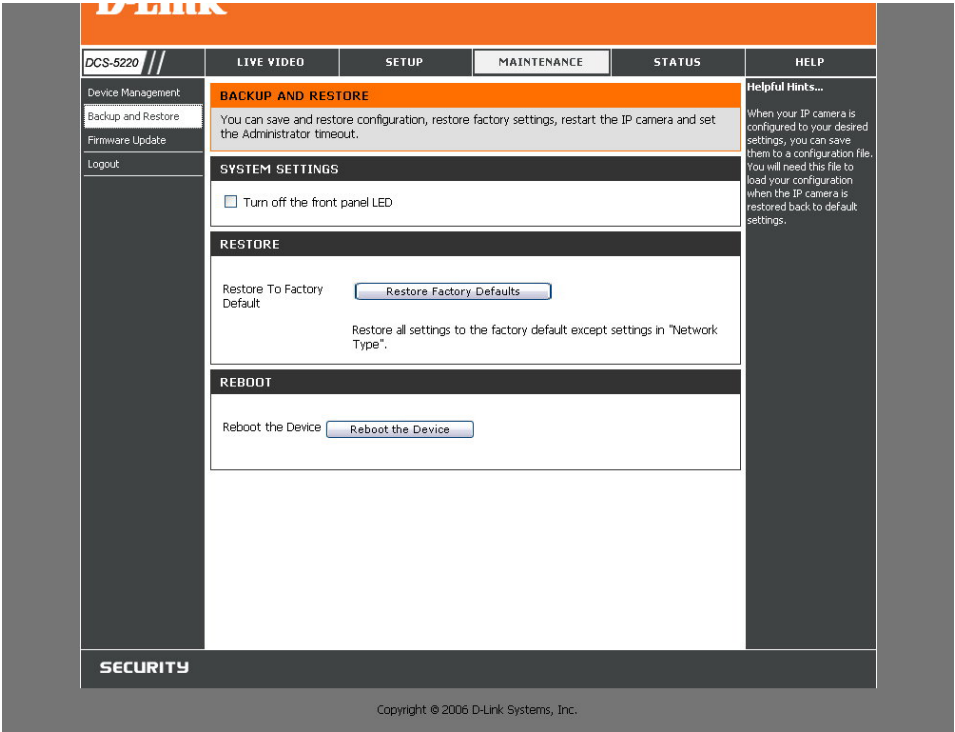 D-Link
DCS-5220
LIVE VIDEO
SETUP
MAINTENANCE
STATUS
HELP
Device Management
Backup and Restore
Firmware Update
Logout
BACKUP AND RESTORE
You can save and restore configuration, restore factory settings, restart the IP camera and set
the Administrator timeout.
SYSTEM SETTINGS
Turn off the front panel LED
RESTORE
Restore To Factory
Default
Restore Factory Defaults
Restore all settings to the factory default except settings in "Network
Type".
REBOOT
Reboot the Device
Reboot the Device
Helpful Hints...
When your IP camera is
configured to your desired
settings, you can save
them to a configuration file.
You will need this file to
load your configuration
when the IP camera is
restored back to default
settings.
SECURITY
Copyright © 2006 D-Link Systems, Inc.